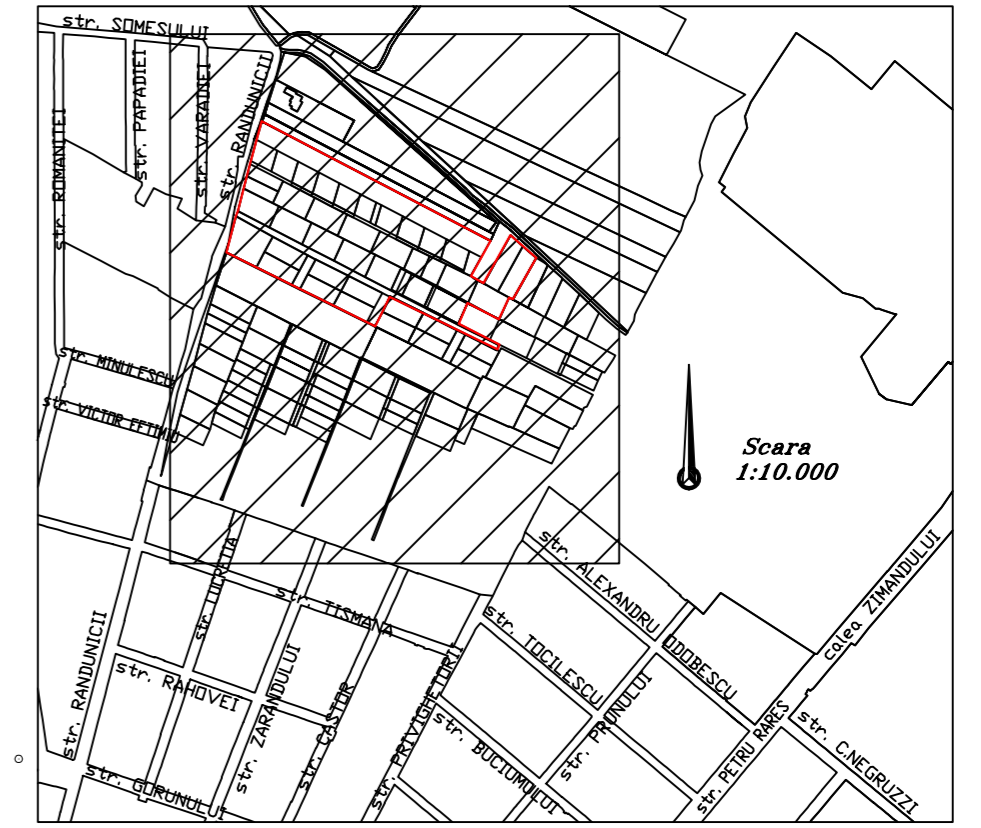 str. SOMESULUI
str. ROMANITEI
str. PAPADIEI
str. VARADIEI
str. RANDUNICII
str. MINULESCU
str. VICTOR EFTIMIU
Scara
1:10.000
str. RANDUNICII
str. LUCRETIA
str. TISMANA
str. RAHOVEI
str. ZARANDULUI
str. CASTOR
str. PRIVIGHETORII
str. GORUNULUI
str. ALEXANDRU ODOBESCU
str. TOCILESCU
str. BUCIUMULUI
str. PRUNULUI
str. PETRU RARES
calea ZIMANDULUI
str. C.NEGRUZZI